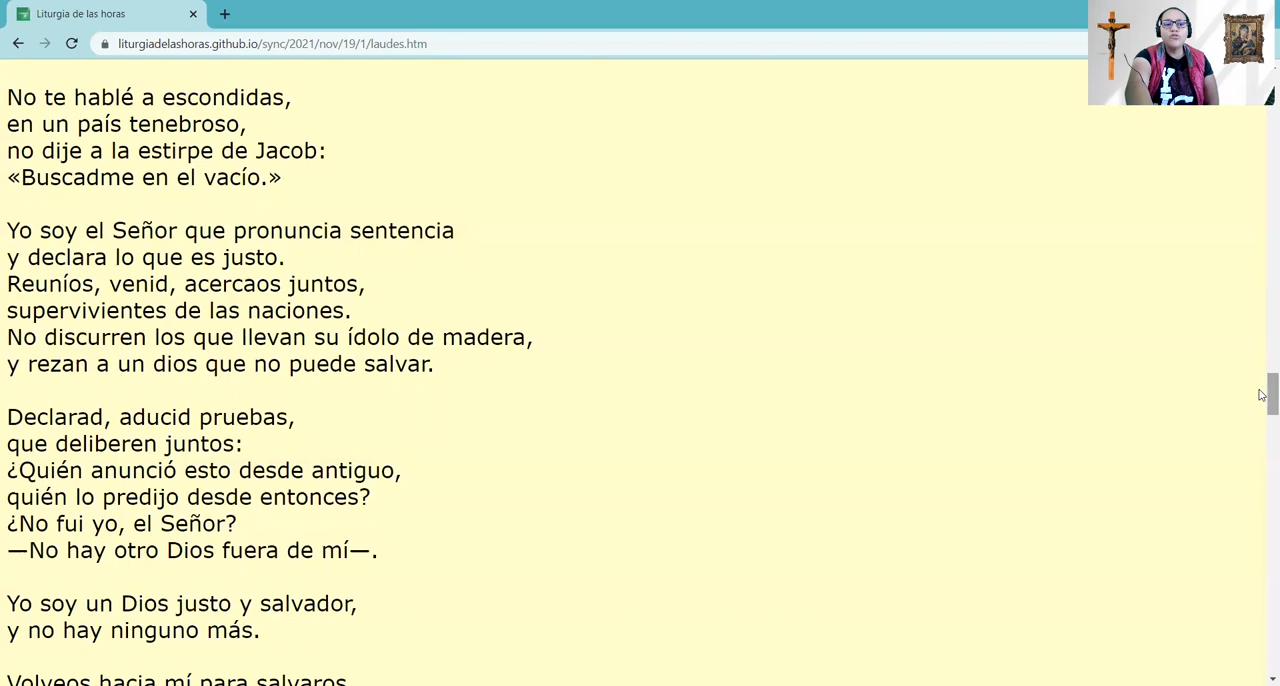 Liturgia de las horas
liturgiadelashoras.github.io/sync/2021/nov/19/1/laudes.htm
No te hablé a escondidas,
en un país tenebroso,
no dije a la estirpe de Jacob:
«Buscadme en el vacío.»
Yo soy el Señor que pronuncia sentencia
y declara lo que es justo.
Reuníos, venid, acercaos juntos,
supervivientes de las naciones.
No discurren los que llevan su ídolo de madera,
y rezan a un dios que no puede salvar.
Declarad, aducid pruebas,
que deliberen juntos:
¿Quién anunció esto desde antiguo,
quién lo predijo desde entonces?
¿No fui yo, el Señor?
—No hay otro Dios fuera de mí—.
Yo soy un Dios justo y salvador,
y no hay ninguno más.
Volveos hacia mí para salvaros